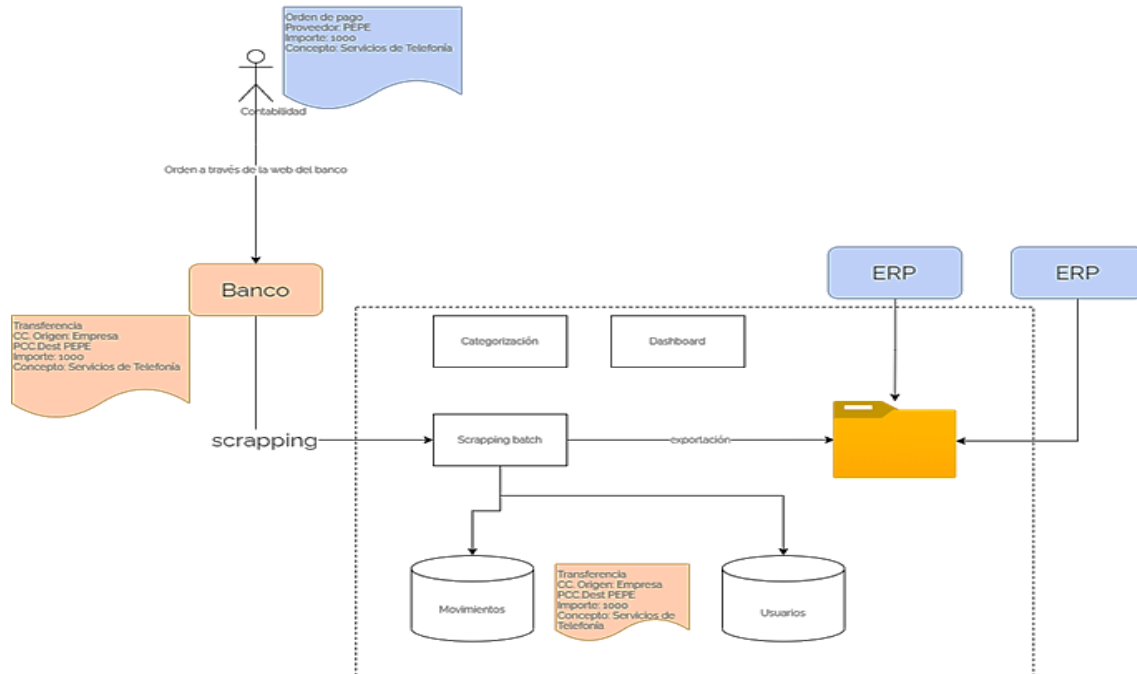 Orden de pago
Proveedor: PEPE
Importe: 1000
Concepto: Servicios de Telefonía
Contabilidad
Orden a través de la web del banco
Banco
ERP
ERP
Transferencia
CC. Origen: Empresa
PCC.Dest PEPE
Importe: 1000
Concepto: Servicios de Telefonía
Categorización
Dashboard
scrapping
Scrapping batch
exportación
Movimientos
Transferencia
CC. Origen: Empresa
PCC.Dest PEPE
Importe: 1000
Concepto: Servicios de
Telefonía
Usuarios